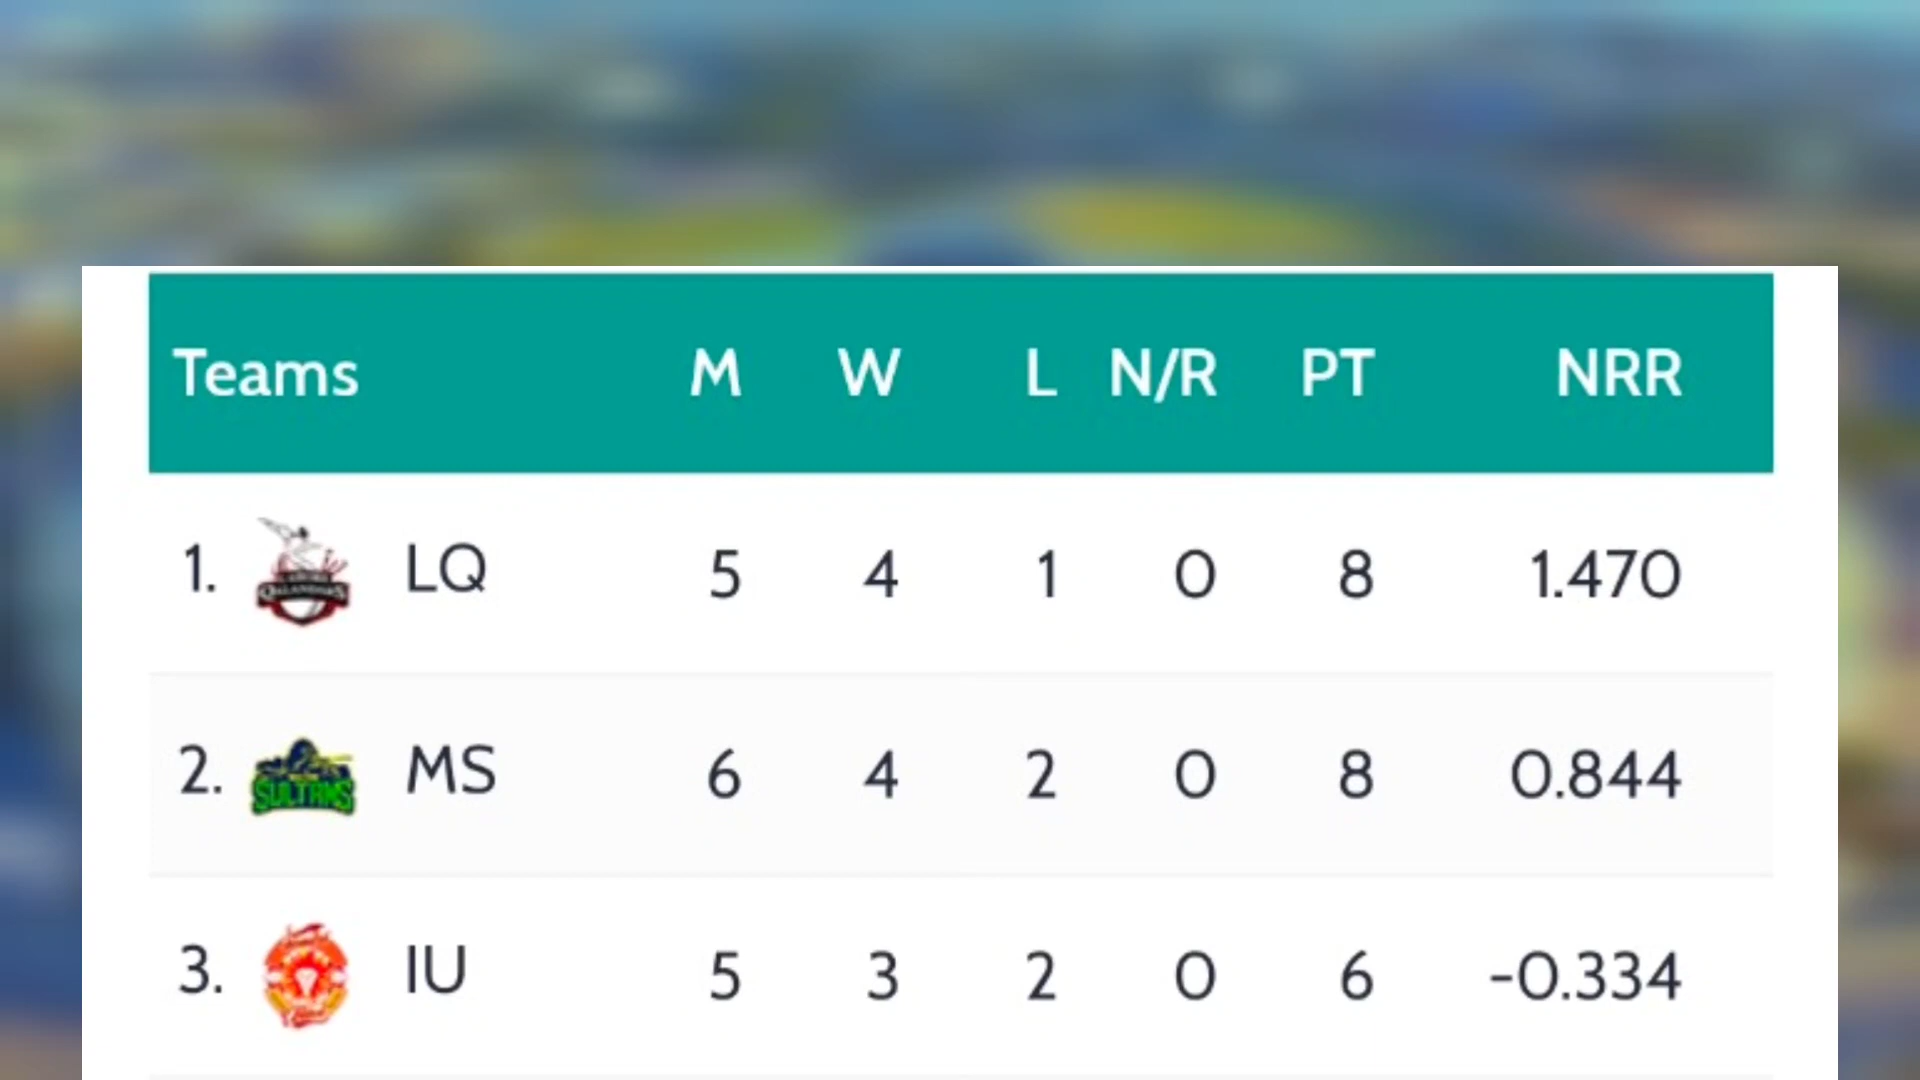 Teams M W L N/R PT NRR
1. LQ 5 4 1 0 8 1.470
2. SULTANS MS 6 4 2 0 8 0.844
3. IU 5 3 2 0 6 -0.334